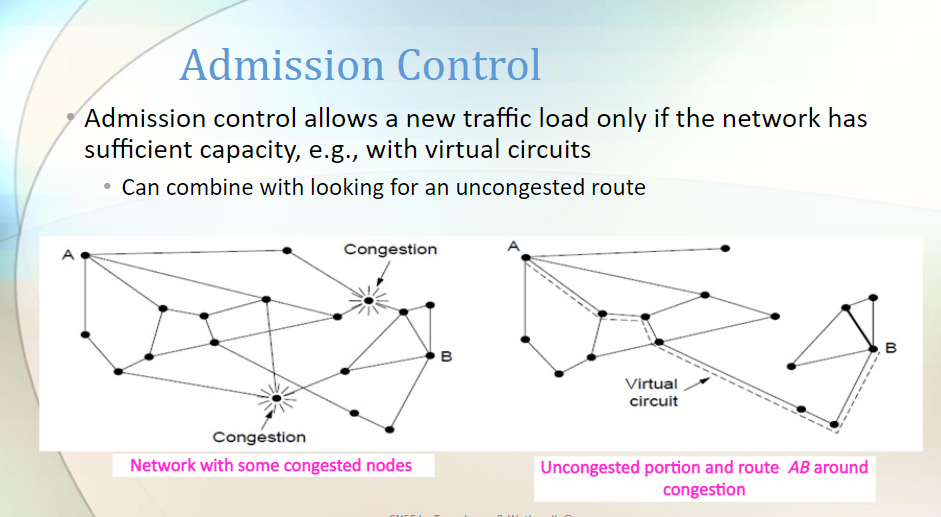 Admission Control
• Admission control allows a new traffic load only if the network has
sufficient capacity, e.g., with virtual circuits
• Can combine with looking for an uncongested route
A
Congestion
B
Congestion
Network with some congested nodes
A
B
Virtual
circuit
Uncongested portion and route AB around
congestion